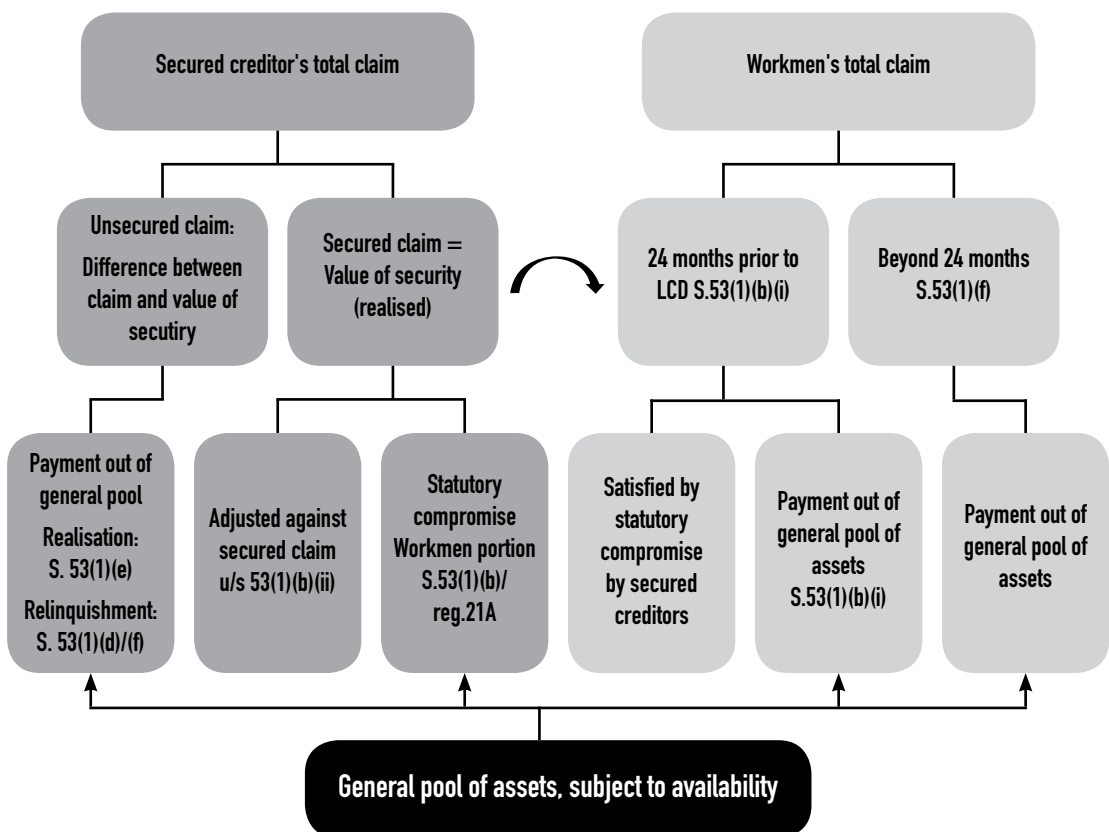 Secured creditor's total claim
Workmen's total claim
Unsecured claim:
Difference between
claim and value of
secutiry
Secured claim =
Value of security
(realised)
24 months prior to
LCD S.53(1)(b)(i)
Beyond 24 months
S.53(1)(f)
Payment out of
general pool
Realisation:
S. 53(1)(e)
Relinquishment:
S. 53(1)(d)/(f)
Adjusted against
secured claim
u/s 53(1)(b)(ii)
Statutory
compromise
Workmen portion
S.53(1)(b)/
reg.21A
Satisfied by
statutory
compromise
by secured
creditors
Payment out of
general pool of
assets
S.53(1)(b)(i)
Payment out of
general pool of
assets
General pool of assets, subject to availability